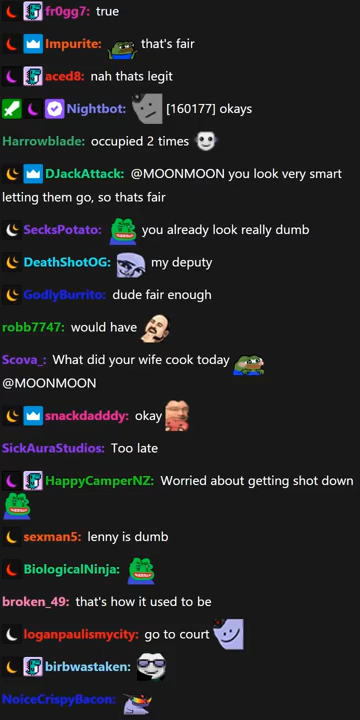 fr0gg7: true
Impurite: that's fair
aced8: nah thats legit
Nightbot: [160177] okays
Harrowblade: occupied 2 times
DJackAttack: @MOONMOON you look very smart
letting them go, so thats fair
SecksPotato: you already look really dumb
DeathShotOG: my deputy
GodlyBurrito: dude fair enough
robb7747: would have
Scova_: What did your wife cook today
@MOONMOON
snackdadddy: okay
SickAuraStudios: Too late
HappyCamperNZ: Worried about getting shot down
sexman5: lenny is dumb
BiologicalNinja:
broken_49: that's how it used to be
loganpaulismycity: go to court
birbwastaken:
NoiceCrispyBacon: